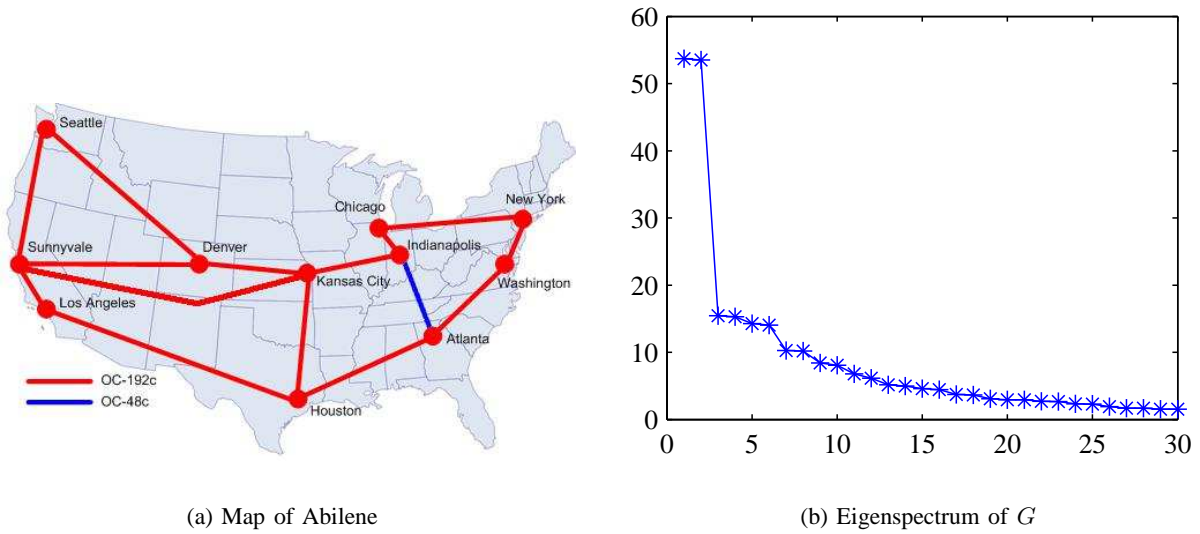 Seattle
Sunnyvale
Denver
Los Angeles
Kansas City
Chicago
Indianapolis
New York
Washington
Atlanta
Houston
OC-192c
OC-48c
(a) Map of Abilene
60
50
40
30
20
10
0
0 5 10 15 20 25 30
(b) Eigenspectrum of G